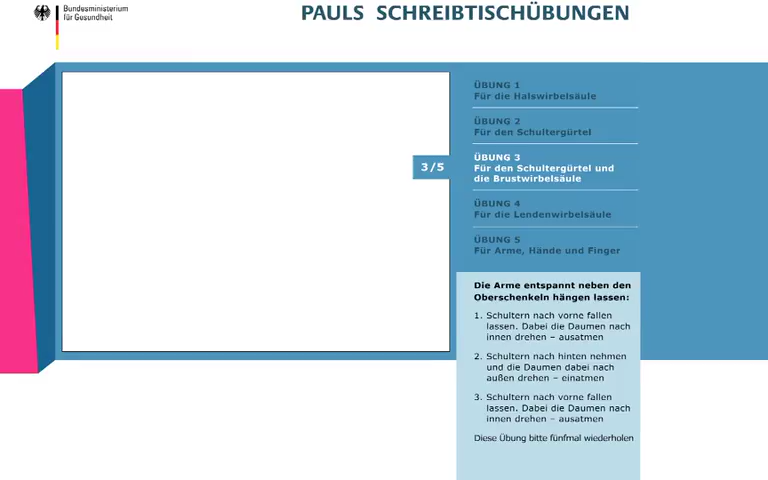 Bundesministerium
für Gesundheit
PAULS SCHREIBTISCHÜBUNGEN
ÜBUNG 1
Für die Halswirbelsäule
ÜBUNG 2
Für den Schultergürtel
3/5
ÜBUNG 3
Für den Schultergürtel und
die Brustwirbelsäule
ÜBUNG 4
Für die Lendenwirbelsäule
ÜBUNG 5
Für Arme, Hände und Finger
Die Arme entspannt neben den
Oberschenkeln hängen lassen:
1. Schultern nach vorne fallen
lassen. Dabei die Daumen nach
innen drehen – ausatmen
2. Schultern nach hinten nehmen
und die Daumen dabei nach
außen drehen – einatmen
3. Schultern nach vorne fallen
lassen. Dabei die Daumen nach
innen drehen – ausatmen
Diese Übung bitte fünfmal wiederholen